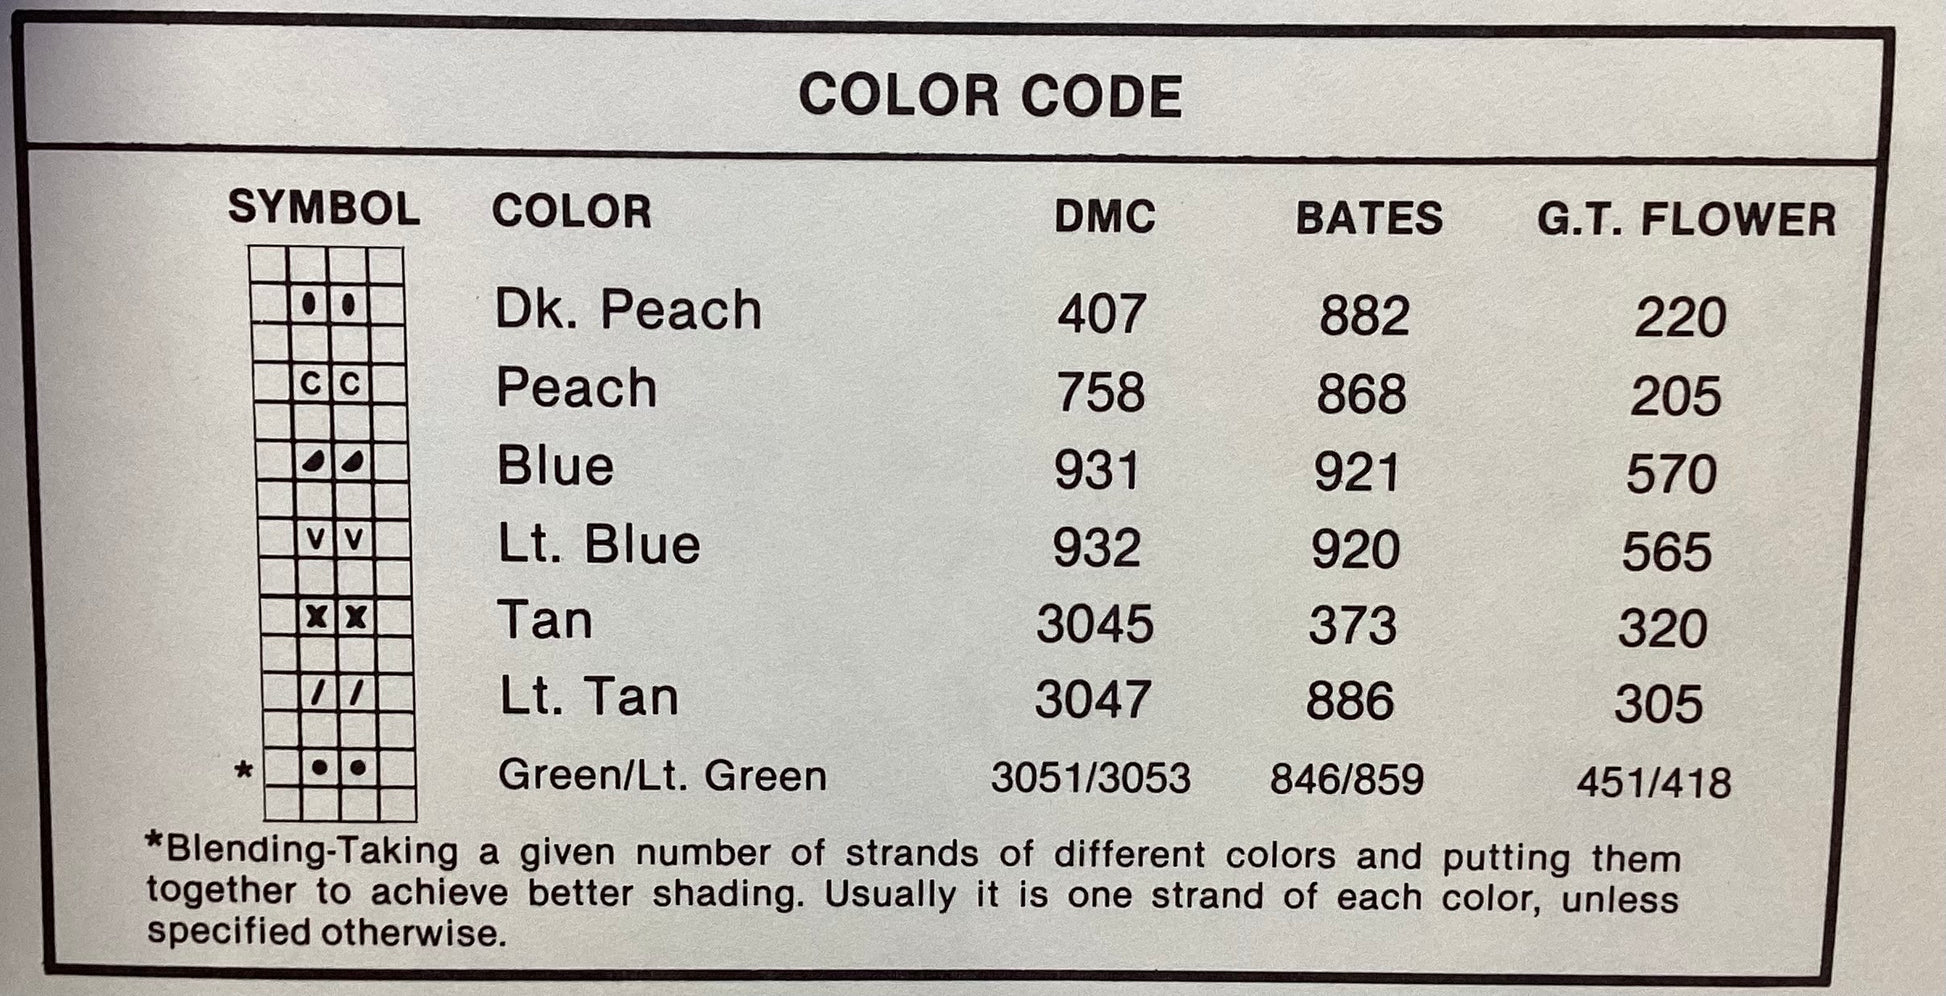 COLOR CODE
SYMBOL COLOR DMC BATES G.T. FLOWER
Dk. Peach 407 882 220
C C Peach 758 868 205
Blue 931 921 570
V V Lt. Blue 932 920 565
X X Tan 3045 373 320
/ / Lt. Tan 3047 886 305
* • • Green/Lt. Green 3051/3053 846/859 451/418
*Blending-Taking a given number of strands of different colors and putting them
together to achieve better shading. Usually it is one strand of each color, unless
specified otherwise.